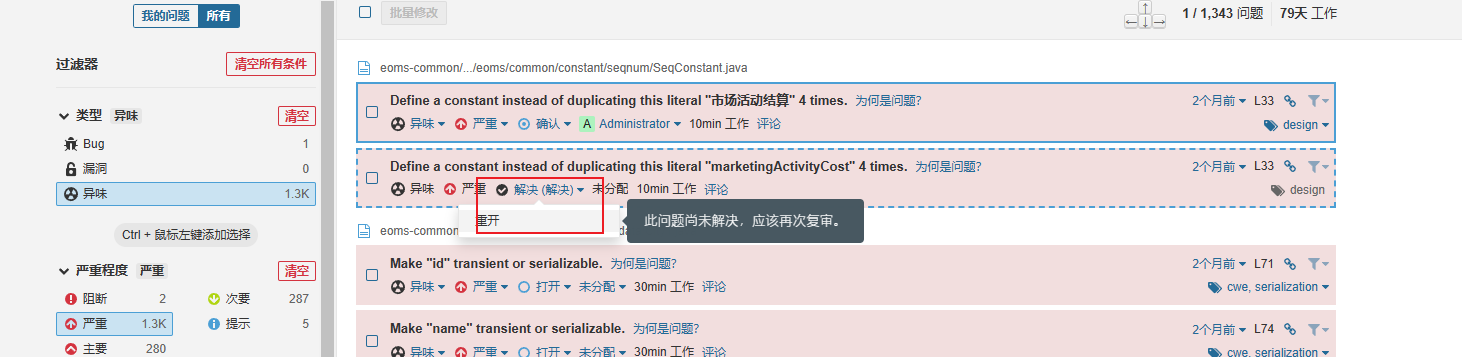 我的问题 所有
过滤器 清空所有条件
类型 异味 清空
Bug 1
漏洞 0
异味 1.3K
Ctrl + 鼠标左键添加选择
严重程度 严重 清空
阻断 2 次要 287
严重 1.3K 提示 5
主要 280
批量修改 1 / 1,343 问题 79天 工作
eoms-common/.../eoms/common/constant/seqnum/SeqConstant.java
Define a constant instead of duplicating this literal "市场活动结算" 4 times. 为何是问题? 2个月前 L33
异味 严重 确认 A Administrator 10min 工作 评论 design
Define a constant instead of duplicating this literal "marketingActivityCost" 4 times. 为何是问题? 2个月前 L33
异味 严重 解决 (解决) 未分配 10min 工作 评论 design
重开
此问题尚未解决，应该再次复审。
eoms-common
Make "id" transient or serializable. 为何是问题? 2个月前 L71
异味 严重 打开 未分配 30min 工作 评论 cwe, serialization
Make "name" transient or serializable. 为何是问题? 2个月前 L74
异味 严重 打开 未分配 30min 工作 评论 cwe, serialization